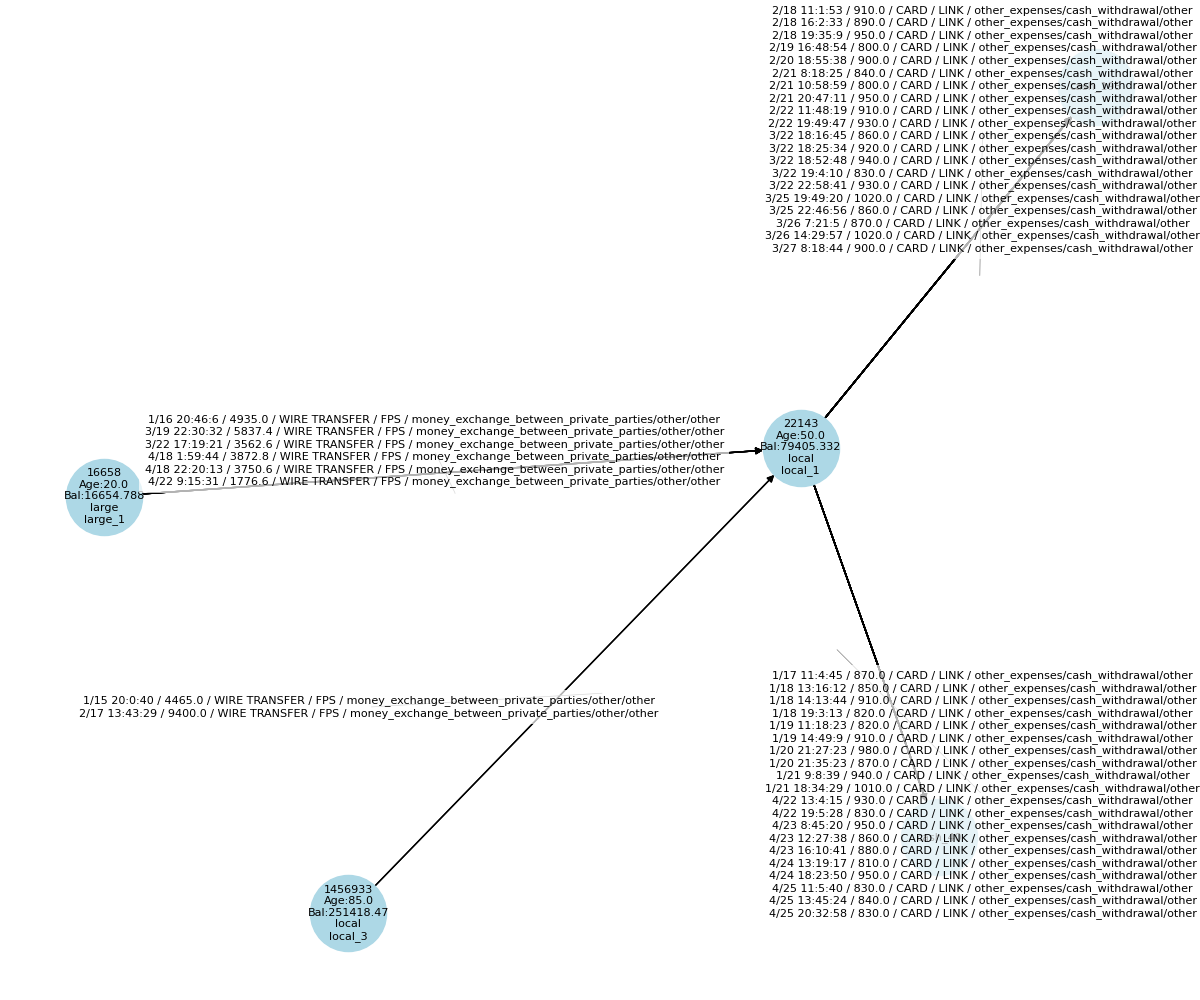 2/18 11:1:53 / 910.0 / CARD / LINK / other_expenses/cash_withdrawal/other
2/18 16:2:33 / 890.0 / CARD / LINK / other_expenses/cash_withdrawal/other
2/18 19:35:9 / 950.0 / CARD / LINK / other_expenses/cash_withdrawal/other
2/19 16:48:54 / 800.0 / CARD / LINK / other_expenses/cash_withdrawal/other
2/20 18:55:38 / 900.0 / CARD / LINK / other_expenses/cash_withdrawal/other
2/21 8:18:25 / 840.0 / CARD / LINK / other_expenses/cash_withdrawal/other
2/21 10:58:59 / 800.0 / CARD / LINK / other_expenses/cash_withdrawal/other
2/21 20:47:11 / 950.0 / CARD / LINK / other_expenses/cash_withdrawal/other
2/22 11:48:19 / 910.0 / CARD / LINK / other_expenses/cash_withdrawal/other
2/22 19:49:47 / 930.0 / CARD / LINK / other_expenses/cash_withdrawal/other
3/22 18:16:45 / 860.0 / CARD / LINK / other_expenses/cash_withdrawal/other
3/22 18:25:34 / 920.0 / CARD / LINK / other_expenses/cash_withdrawal/other
3/22 18:52:48 / 940.0 / CARD / LINK / other_expenses/cash_withdrawal/other
3/22 19:4:10 / 830.0 / CARD / LINK / other_expenses/cash_withdrawal/other
3/22 22:58:41 / 930.0 / CARD / LINK / other_expenses/cash_withdrawal/other
3/25 19:49:20 / 1020.0 / CARD / LINK / other_expenses/cash_withdrawal/other
3/25 22:46:56 / 860.0 / CARD / LINK / other_expenses/cash_withdrawal/other
3/26 7:21:5 / 870.0 / CARD / LINK / other_expenses/cash_withdrawal/other
3/26 14:29:57 / 1020.0 / CARD / LINK / other_expenses/cash_withdrawal/other
3/27 8:18:44 / 900.0 / CARD / LINK / other_expenses/cash_withdrawal/other
1/16 20:46:6 / 4935.0 / WIRE TRANSFER / FPS / money_exchange_between_private_parties/other/other
3/19 22:30:32 / 5837.4 / WIRE TRANSFER / FPS / money_exchange_between_private_parties/other/other
3/22 17:19:21 / 3562.6 / WIRE TRANSFER / FPS / money_exchange_between_private_parties/other/other
4/18 1:59:44 / 3872.8 / WIRE TRANSFER / FPS / money_exchange_between_private_parties/other/other
4/18 22:20:13 / 3750.6 / WIRE TRANSFER / FPS / money_exchange_between_private_parties/other/other
4/22 9:15:31 / 1776.6 / WIRE TRANSFER / FPS / money_exchange_between_private_parties/other/other
22143
Age:50.0
Bal:79405.332
local
local_1
16658
Age:20.0
Bal:16654.788
large
large_1
1/15 20:0:40 / 4465.0 / WIRE TRANSFER / FPS / money_exchange_between_private_parties/other/other
2/17 13:43:29 / 9400.0 / WIRE TRANSFER / FPS / money_exchange_between_private_parties/other/other
1/17 11:4:45 / 870.0 / CARD / LINK / other_expenses/cash_withdrawal/other
1/18 13:16:12 / 850.0 / CARD / LINK / other_expenses/cash_withdrawal/other
1/18 14:13:44 / 910.0 / CARD / LINK / other_expenses/cash_withdrawal/other
1/18 19:3:13 / 820.0 / CARD / LINK / other_expenses/cash_withdrawal/other
1/19 11:18:23 / 820.0 / CARD / LINK / other_expenses/cash_withdrawal/other
1/19 14:49:9 / 910.0 / CARD / LINK / other_expenses/cash_withdrawal/other
1/20 21:27:23 / 980.0 / CARD / LINK / other_expenses/cash_withdrawal/other
1/20 21:35:23 / 870.0 / CARD / LINK / other_expenses/cash_withdrawal/other
1/21 9:8:39 / 940.0 / CARD / LINK / other_expenses/cash_withdrawal/other
1/21 18:34:29 / 1010.0 / CARD / LINK / other_expenses/cash_withdrawal/other
4/22 13:4:15 / 930.0 / CARD / LINK / other_expenses/cash_withdrawal/other
4/22 19:5:28 / 830.0 / CARD / LINK / other_expenses/cash_withdrawal/other
4/23 8:45:20 / 950.0 / CARD / LINK / other_expenses/cash_withdrawal/other
4/23 12:27:38 / 860.0 / CARD / LINK / other_expenses/cash_withdrawal/other
4/23 16:10:41 / 880.0 / CARD / LINK / other_expenses/cash_withdrawal/other
4/24 13:19:17 / 810.0 / CARD / LINK / other_expenses/cash_withdrawal/other
4/24 18:23:50 / 950.0 / CARD / LINK / other_expenses/cash_withdrawal/other
4/25 11:5:40 / 830.0 / CARD / LINK / other_expenses/cash_withdrawal/other
4/25 13:45:24 / 840.0 / CARD / LINK / other_expenses/cash_withdrawal/other
4/25 20:32:58 / 830.0 / CARD / LINK / other_expenses/cash_withdrawal/other
1456933
Age:85.0
Bal:251418.47
local
local_3